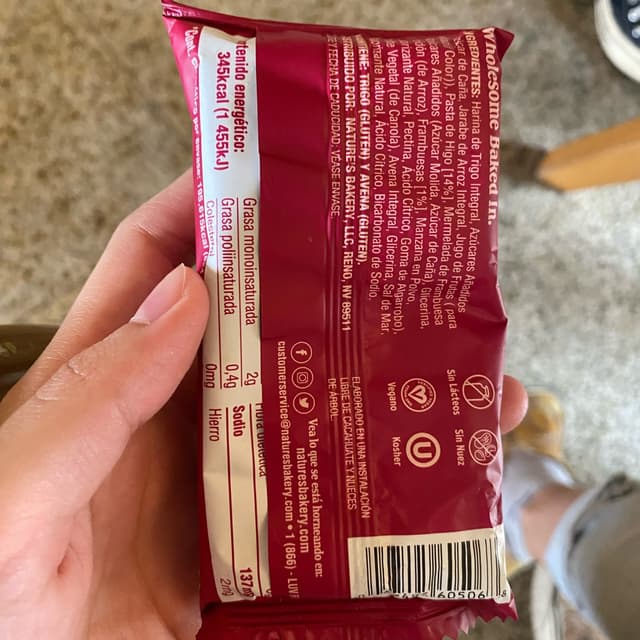 Wholesome Baked In.
INGREDIENTES: Harina de Trigo Integral, Azúcares Añadidos
de Caña, Jarabe de Arroz Integral, Jugo de Frutas ( para
Color)), Pasta de Higo [14%], Mermelada de Frambuesa
Añadidos (Azúcar Molida, Azúcar de Caña), Glicerina,
de Arroz), Frambuesas [1%], Manzana en Polvo,
Natural, Pectina, Ácido Cítrico, Goma de Algarrobo),
Vegetal (de Canola), Avena Integral, Glicerina, Sal de Mar,
Natural, Ácido Cítrico, Bicarbonato de Sodio.
TRIGO (GLUTEN) Y AVENA (GLUTEN).
POR: NATURE'S BAKERY, LLC, RENO, NV 89511
Y FECHA DE CADUCIDAD, VÉASE ENVASE.
Sin Lácteos
Sin Nuez
Vegano
Kosher
U
ELABORADO EN UNA INSTALACIÓN
LIBRE DE CACAHUATE Y NUECES
DE ÁRBOL.
Vea lo que se está horneando en:
naturesbakery.com
customerservice@naturesbakery.com • 1 (866) -
energético:
345kcal (1 455kJ)
Grasa monoinsaturada 2g
Grasa poliinsaturada 0,4g
Colesterol 0mg
Sodio
Hierro
60506 8